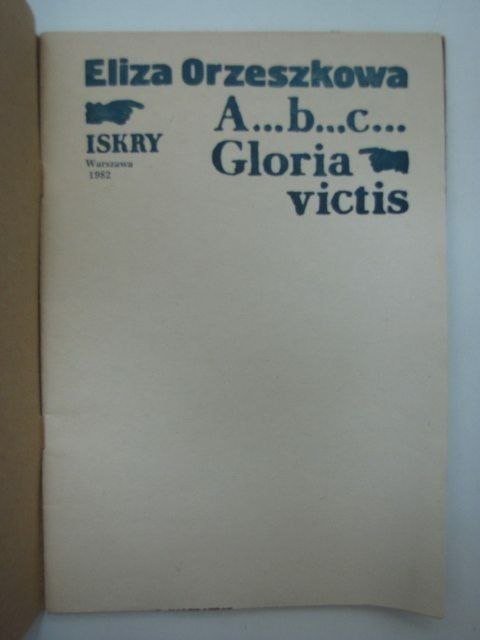 Eliza Orzeszkowa
A...b...c...
Gloria
victis
ISKRY
Warszawa
1982